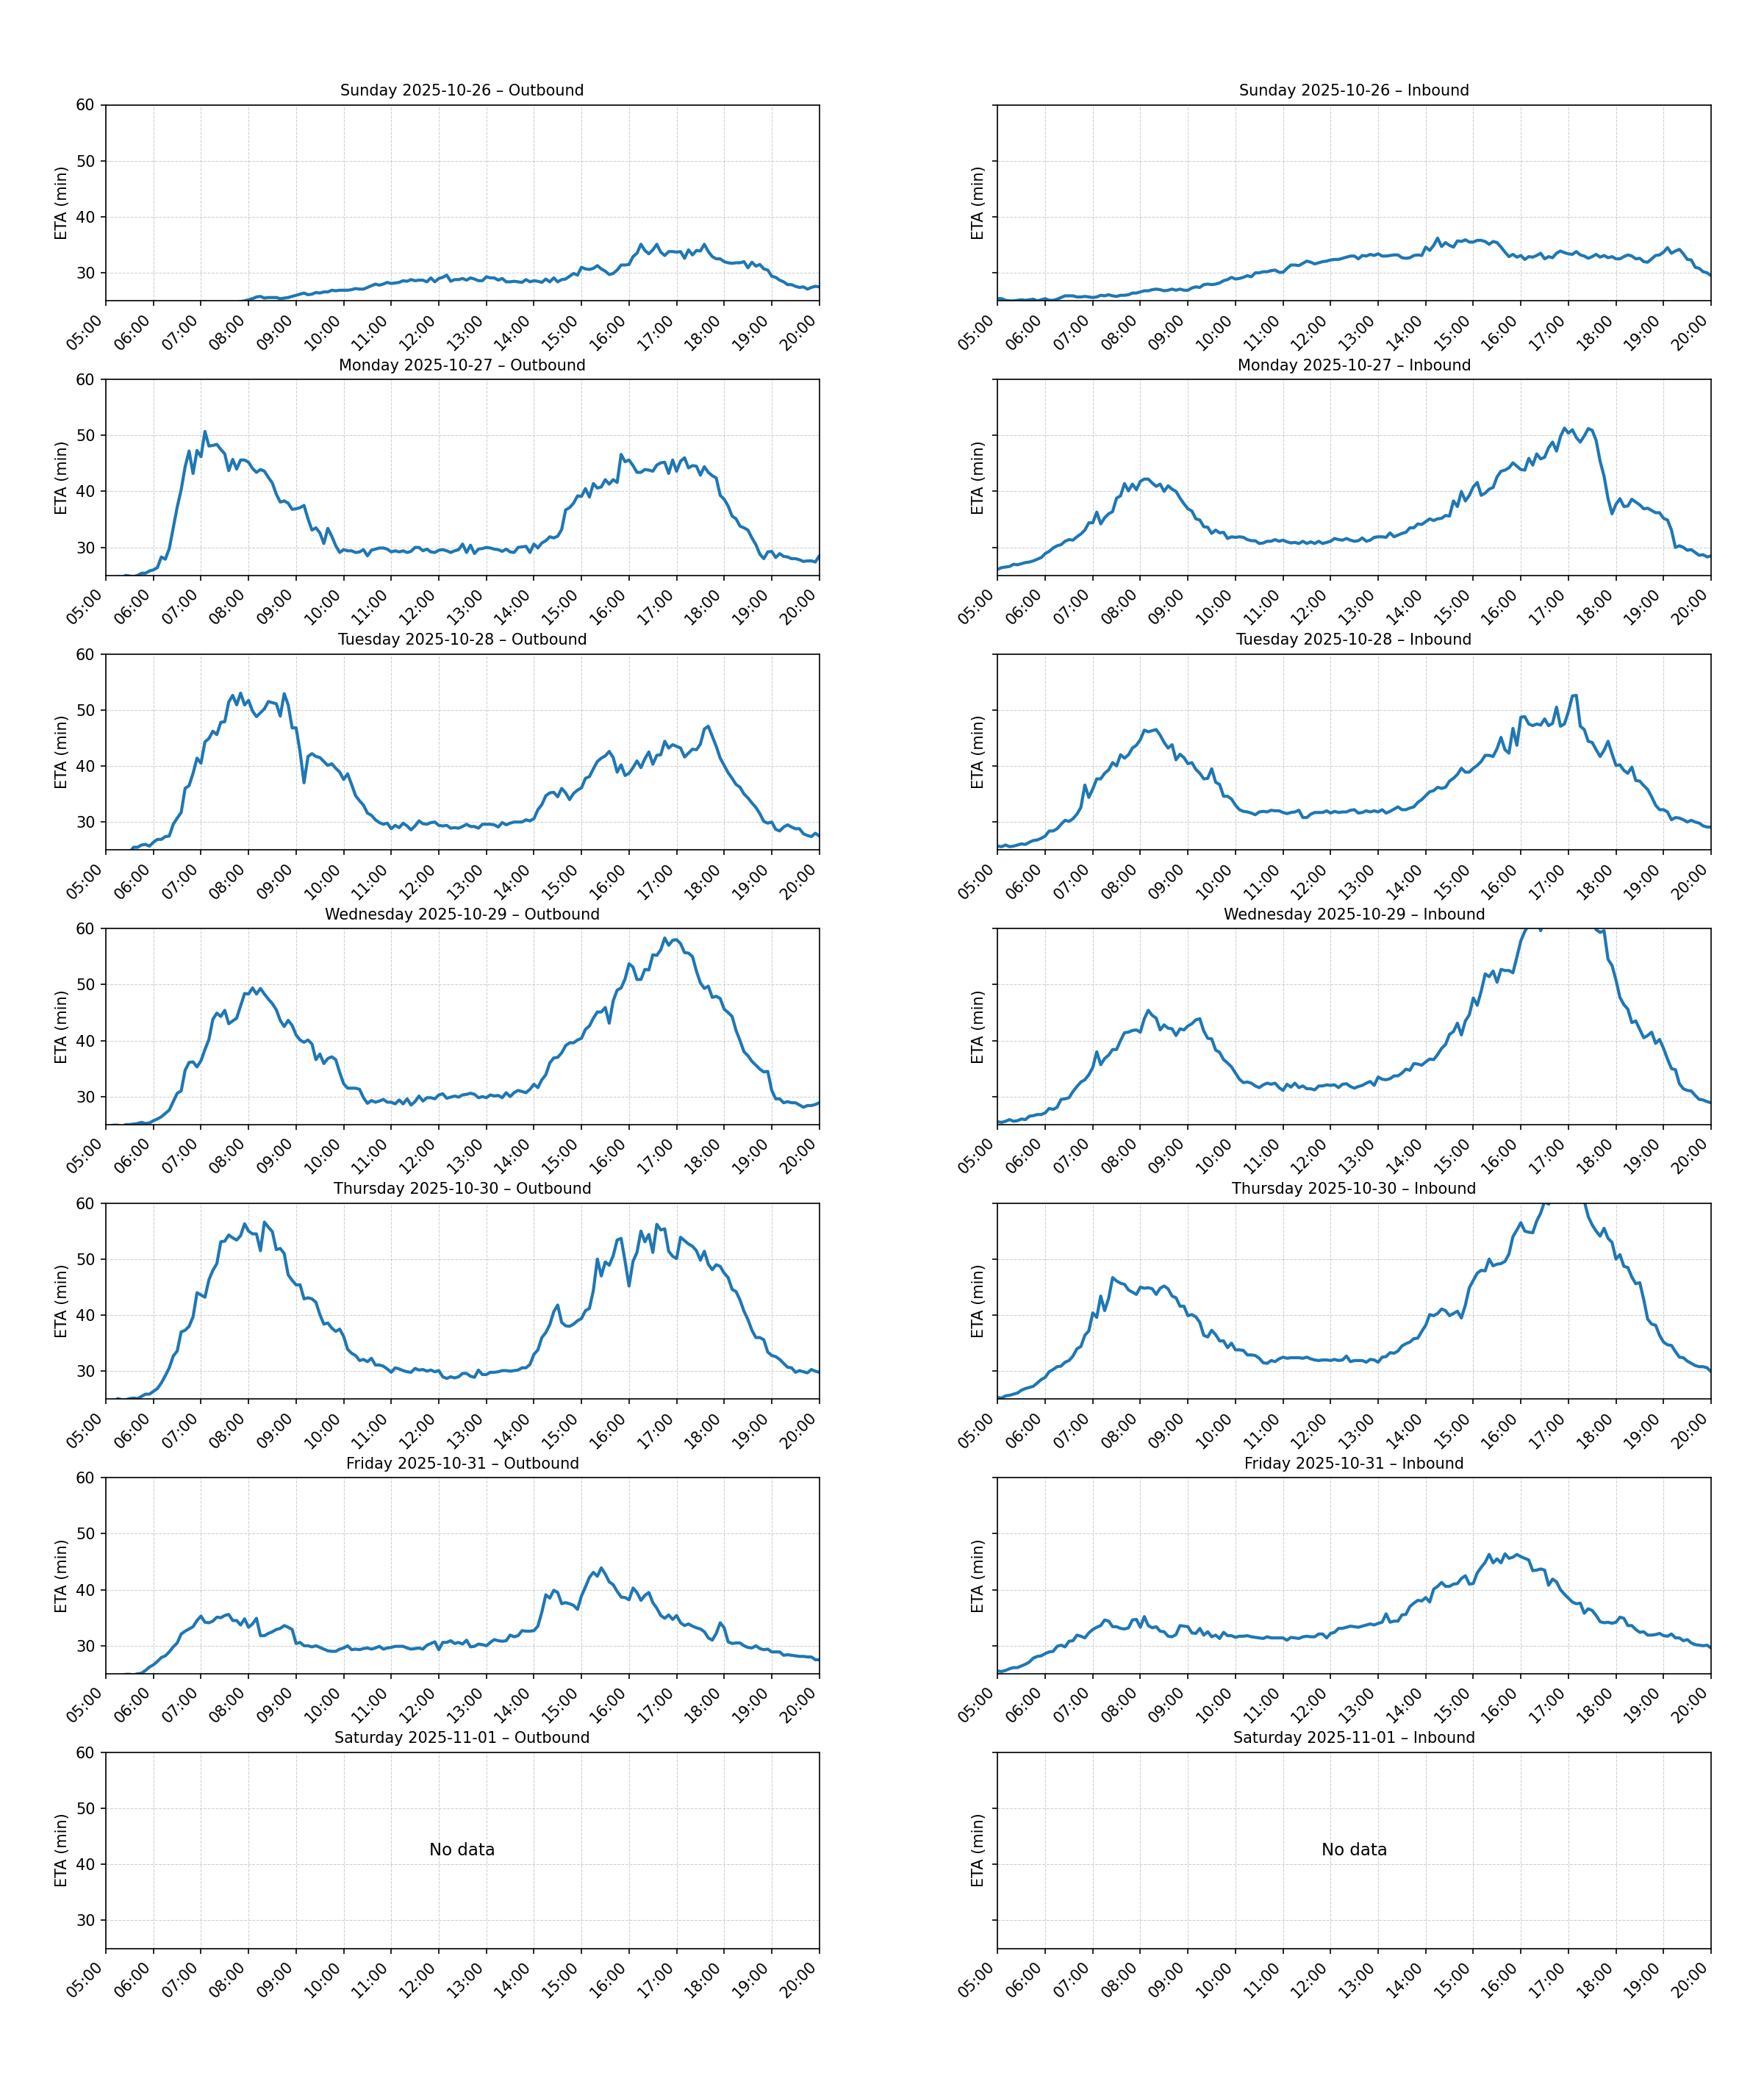 Sunday 2025-10-26 – Outbound
60
50
40
30
ETA (min)
05:00 06:00 07:00 08:00 09:00 10:00 11:00 12:00 13:00 14:00 15:00 16:00 17:00 18:00 19:00 20:00
Sunday 2025-10-26 – Inbound
ETA (min)
05:00 06:00 07:00 08:00 09:00 10:00 11:00 12:00 13:00 14:00 15:00 16:00 17:00 18:00 19:00 20:00
Monday 2025-10-27 – Outbound
60
50
40
30
ETA (min)
05:00 06:00 07:00 08:00 09:00 10:00 11:00 12:00 13:00 14:00 15:00 16:00 17:00 18:00 19:00 20:00
Monday 2025-10-27 – Inbound
ETA (min)
05:00 06:00 07:00 08:00 09:00 10:00 11:00 12:00 13:00 14:00 15:00 16:00 17:00 18:00 19:00 20:00
Tuesday 2025-10-28 – Outbound
60
50
40
30
ETA (min)
05:00 06:00 07:00 08:00 09:00 10:00 11:00 12:00 13:00 14:00 15:00 16:00 17:00 18:00 19:00 20:00
Tuesday 2025-10-28 – Inbound
ETA (min)
05:00 06:00 07:00 08:00 09:00 10:00 11:00 12:00 13:00 14:00 15:00 16:00 17:00 18:00 19:00 20:00
Wednesday 2025-10-29 – Outbound
60
50
40
30
ETA (min)
05:00 06:00 07:00 08:00 09:00 10:00 11:00 12:00 13:00 14:00 15:00 16:00 17:00 18:00 19:00 20:00
Wednesday 2025-10-29 – Inbound
ETA (min)
05:00 06:00 07:00 08:00 09:00 10:00 11:00 12:00 13:00 14:00 15:00 16:00 17:00 18:00 19:00 20:00
Thursday 2025-10-30 – Outbound
60
50
40
30
ETA (min)
05:00 06:00 07:00 08:00 09:00 10:00 11:00 12:00 13:00 14:00 15:00 16:00 17:00 18:00 19:00 20:00
Thursday 2025-10-30 – Inbound
ETA (min)
05:00 06:00 07:00 08:00 09:00 10:00 11:00 12:00 13:00 14:00 15:00 16:00 17:00 18:00 19:00 20:00
Friday 2025-10-31 – Outbound
60
50
40
30
ETA (min)
05:00 06:00 07:00 08:00 09:00 10:00 11:00 12:00 13:00 14:00 15:00 16:00 17:00 18:00 19:00 20:00
Friday 2025-10-31 – Inbound
ETA (min)
05:00 06:00 07:00 08:00 09:00 10:00 11:00 12:00 13:00 14:00 15:00 16:00 17:00 18:00 19:00 20:00
Saturday 2025-11-01 – Outbound
60
50
40
30
ETA (min)
No data
05:00 06:00 07:00 08:00 09:00 10:00 11:00 12:00 13:00 14:00 15:00 16:00 17:00 18:00 19:00 20:00
Saturday 2025-11-01 – Inbound
ETA (min)
No data
05:00 06:00 07:00 08:00 09:00 10:00 11:00 12:00 13:00 14:00 15:00 16:00 17:00 18:00 19:00 20:00